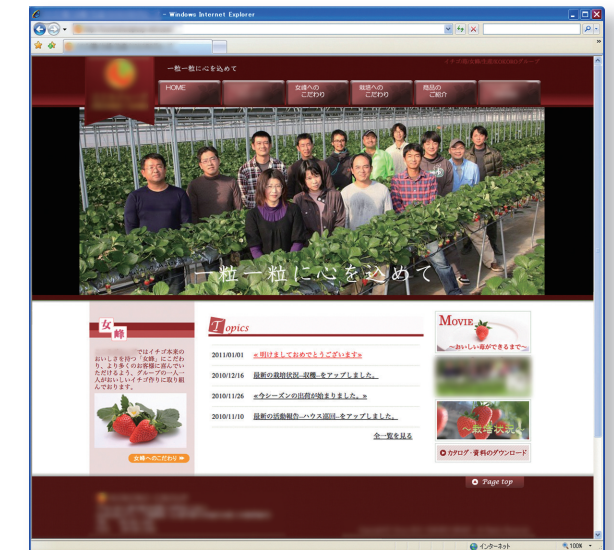 – Windows Internet Explorer
一粒一粒に心を込めて
HOME
女峰への
こだわり
栽培への
こだわり
商品の
ご紹介
一粒一粒に心を込めて
女峰
ではイチゴ本来の
おいしさを持つ「女峰」にこだわ
り、より多くのお客様に喜んでい
ただけるよう、グループの一人一
人がおいしいイチゴ作りに取り組
んでおります。
女峰へのこだわり
Topics
2011/01/01 «明けましておめでとうございます»
2010/12/16 最新の栽培状況–収穫–をアップしました。
2010/11/26 «今シーズンの出荷が始まりました。»
2010/11/10 最新の活動報告–ハウス巡回–をアップしました。
全一覧を見る
MOVIE
～おいしい苺ができるまで～
～栽培状況～
カタログ・資料のダウンロード
Page top
インターネット
100%